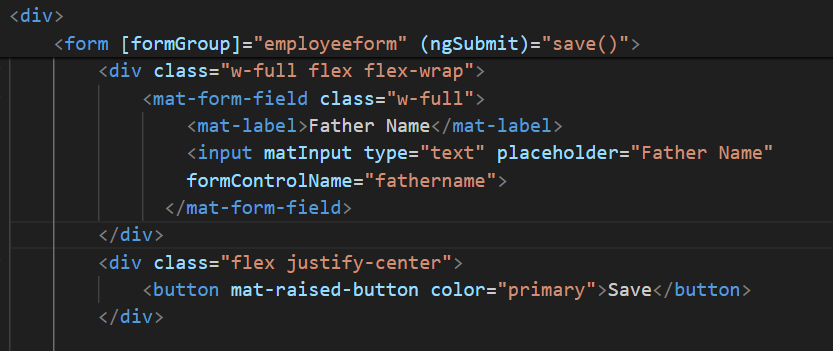 <div>
<form [formGroup]="employeeform" (ngSubmit)="save()">
<div class="w-full flex flex-wrap">
<mat-form-field class="w-full">
<mat-label>Father Name</mat-label>
<input matInput type="text" placeholder="Father Name"
formControlName="fathername">
</mat-form-field>
</div>
<div class="flex justify-center">
<button mat-raised-button color="primary">Save</button>
</div>